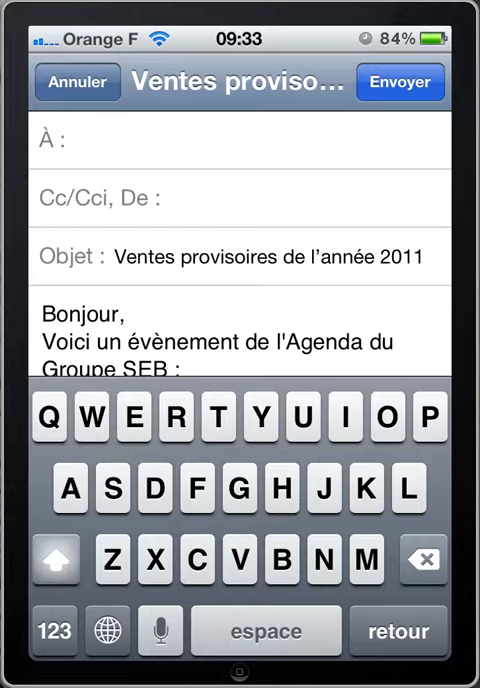 Orange F 09:33 84%
Annuler Ventes proviso... Envoyer
À :
Cc/Cci, De :
Objet : Ventes provisoires de l’année 2011
Bonjour,
Voici un évènement de l'Agenda du
Groupe SEB :
Q W E R T Y U I O P
A S D F G H J K L
Z X C V B N M
123 espace retour